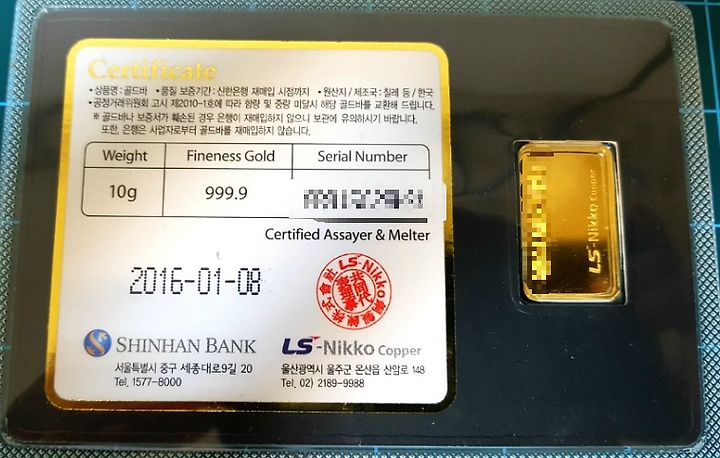 Certificate
• 상품명 : 골드바 • 품질 보증기간 : 신한은행 재매입 시점까지 • 원산지 / 제조국 : 칠레 등 / 한국
• 공정거래위원회 고시 제2010-1호에 따라 함량 및 중량 미달시 해당 골드바를 교환해 드립니다.
※ 골드바나 보증서가 훼손된 경우 은행이 재매입하지 않으니 보관에 유의하시기 바랍니다.
또한, 은행은 사업자로부터 골드바를 재매입하지 않습니다.
Weight Fineness Gold Serial Number
10g 999.9
Certified Assayer & Melter
2016-01-08
LS-Nikko
SHINHAN BANK
서울특별시 중구 세종대로9길 20
Tel. 1577-8000
LS-Nikko Copper
울산광역시 울주군 온산읍 산암로 148
Tel. 02) 2189-9988
LS-Nikko Copper